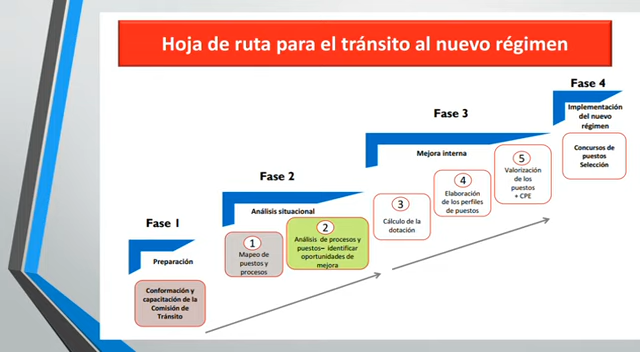 Hoja de ruta para el tránsito al nuevo régimen
Fase 1
Preparación
Conformación y
capacitación de la
Comisión de
Tránsito
Fase 2
Análisis situacional
1
Mapeo de
puestos y
procesos
2
Análisis de procesos y
puestos– identificar
oportunidades de
mejora
Fase 3
Mejora interna
3
Cálculo de la
dotación
4
Elaboración
de los perfiles
de puestos
5
Valorización
de los
puestos
+ CPE
Fase 4
Implementación
del nuevo
régimen
Concursos de
puestos
Selección